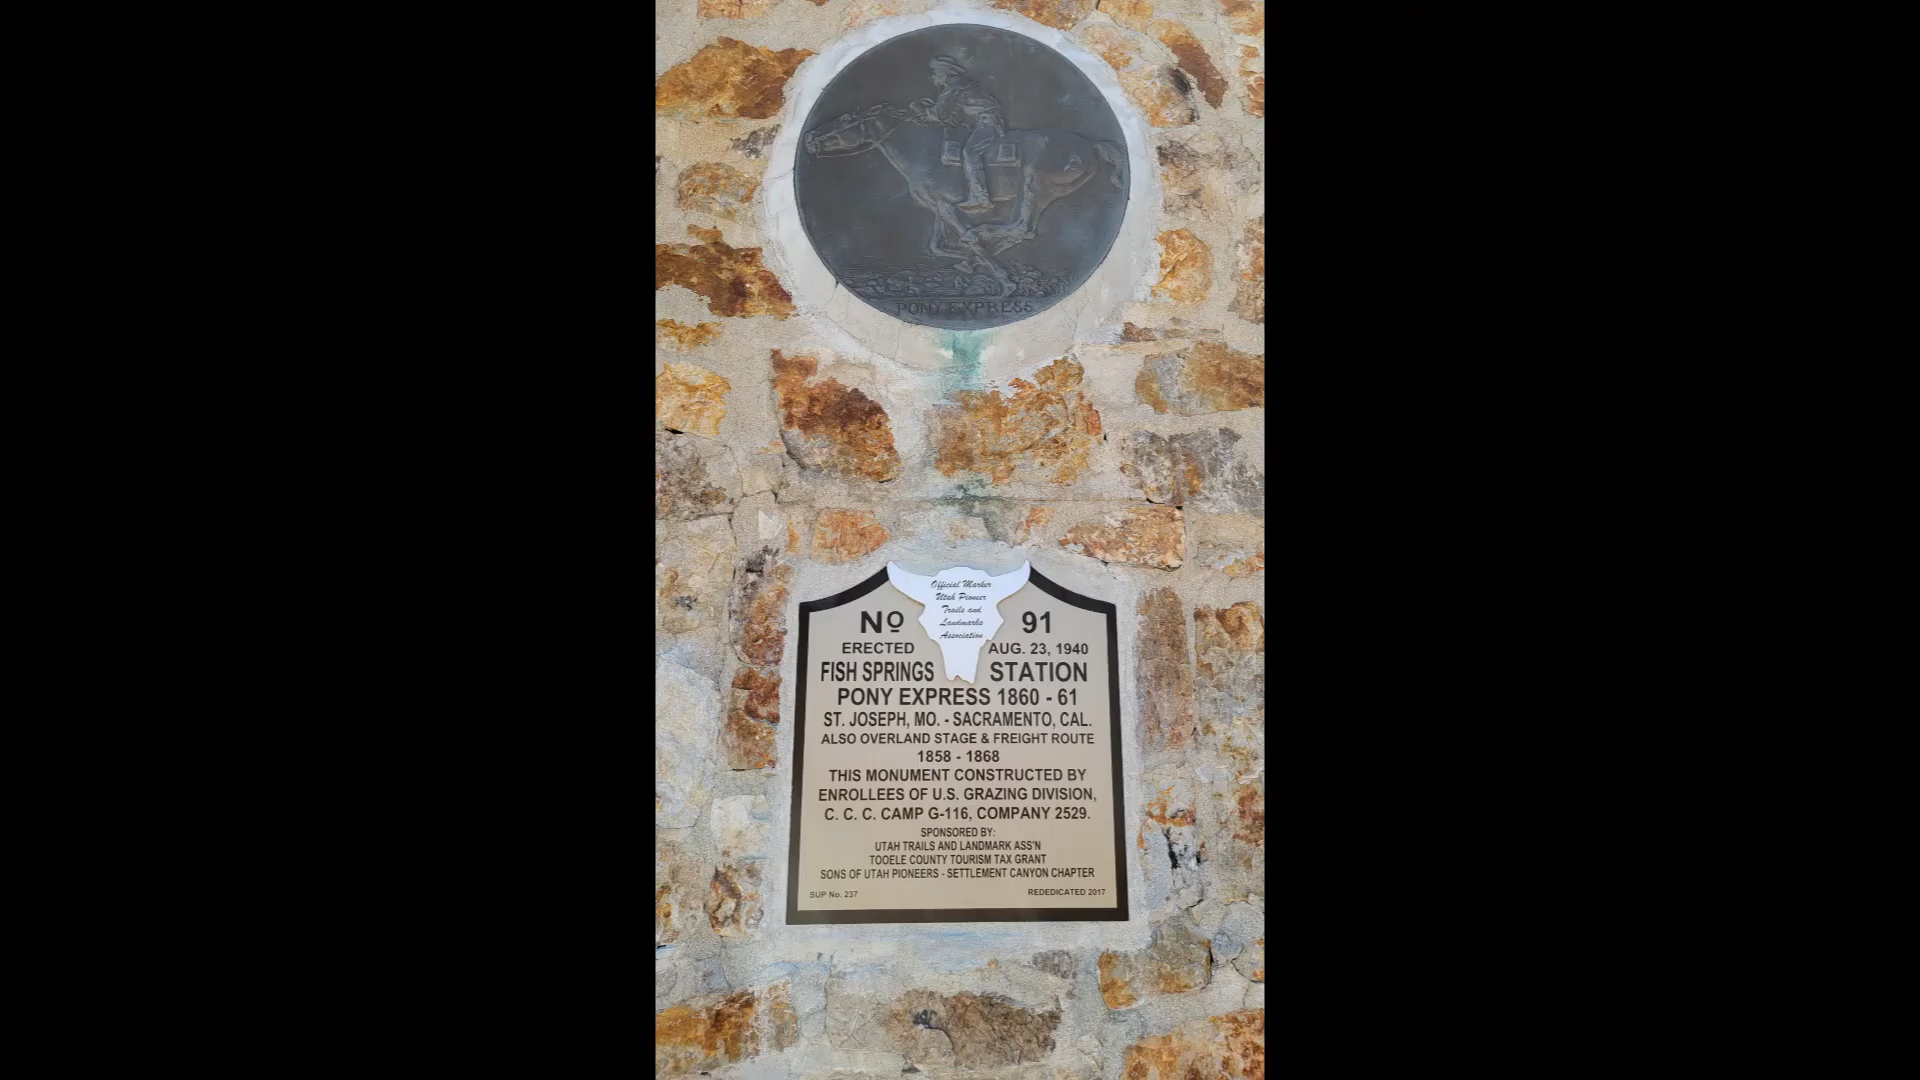 PONY EXPRESS
Official Marker
Utah Pioneer
Trails and
Landmarks
Association
Nº 91
ERECTED AUG. 23, 1940
FISH SPRINGS STATION
PONY EXPRESS 1860 - 61
ST. JOSEPH, MO. - SACRAMENTO, CAL.
ALSO OVERLAND STAGE & FREIGHT ROUTE
1858 - 1868
THIS MONUMENT CONSTRUCTED BY
ENROLLEES OF U.S. GRAZING DIVISION,
C. C. C. CAMP G-116, COMPANY 2529.
SPONSORED BY:
UTAH TRAILS AND LANDMARK ASS'N
TOOELE COUNTY TOURISM TAX GRANT
SONS OF UTAH PIONEERS - SETTLEMENT CANYON CHAPTER
SUP No. 237 REDEDICATED 2017